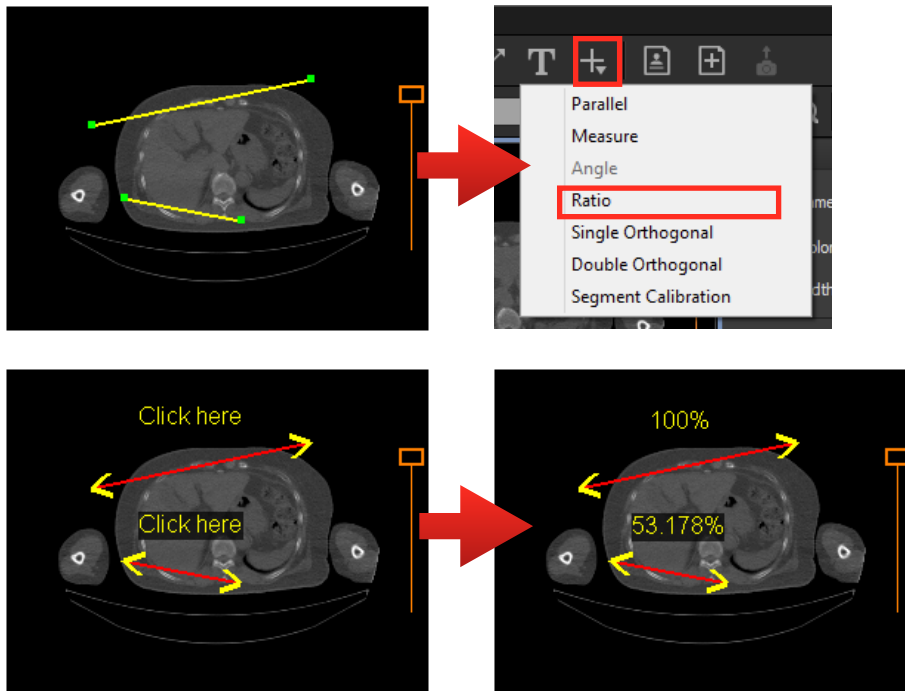 T
Parallel
Measure
Angle
Ratio
Single Orthogonal
Double Orthogonal
Segment Calibration
Click here
Click here
100%
53.178%